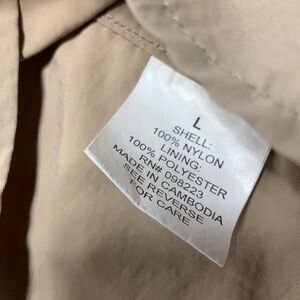 L
SHELL:
100% NYLON
LINING:
100% POLYESTER
RN# 098223
MADE IN CAMBODIA
SEE REVERSE
FOR CARE